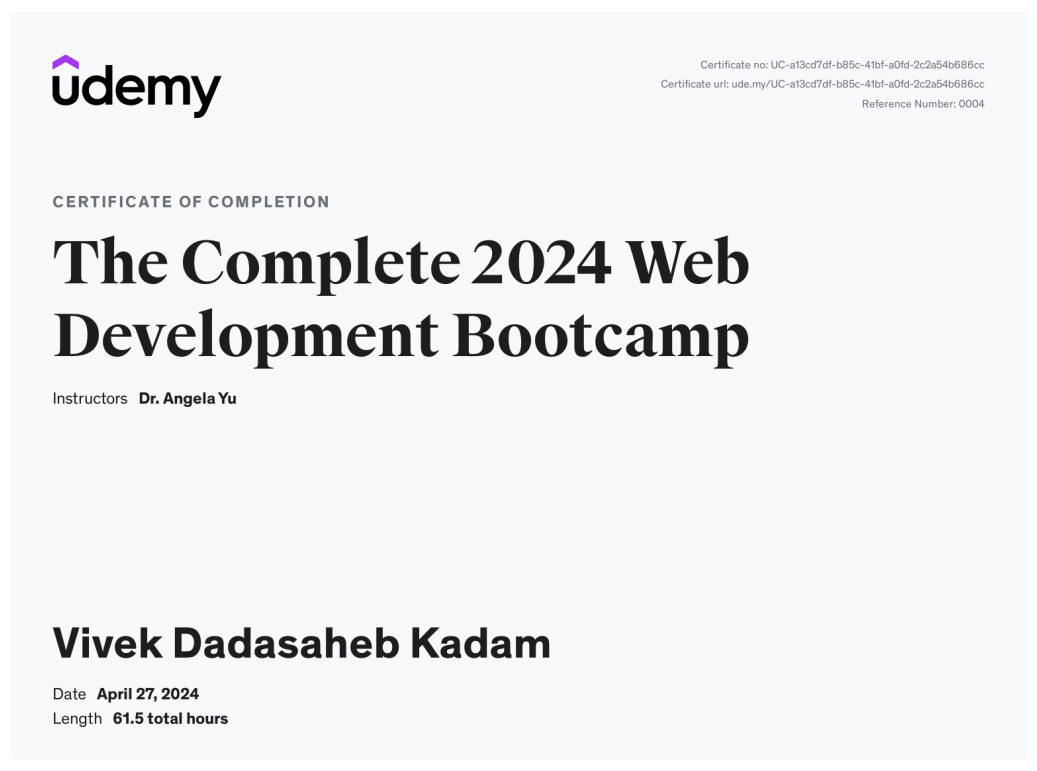 udemy
Certificate no: UC-a13cd7df-b85c-41bf-a0fd-2c2a54b686cc
Certificate url: ude.my/UC-a13cd7df-b85c-41bf-a0fd-2c2a54b686cc
Reference Number: 0004
CERTIFICATE OF COMPLETION
The Complete 2024 Web
Development Bootcamp
Instructors Dr. Angela Yu
Vivek Dadasaheb Kadam
Date April 27, 2024
Length 61.5 total hours